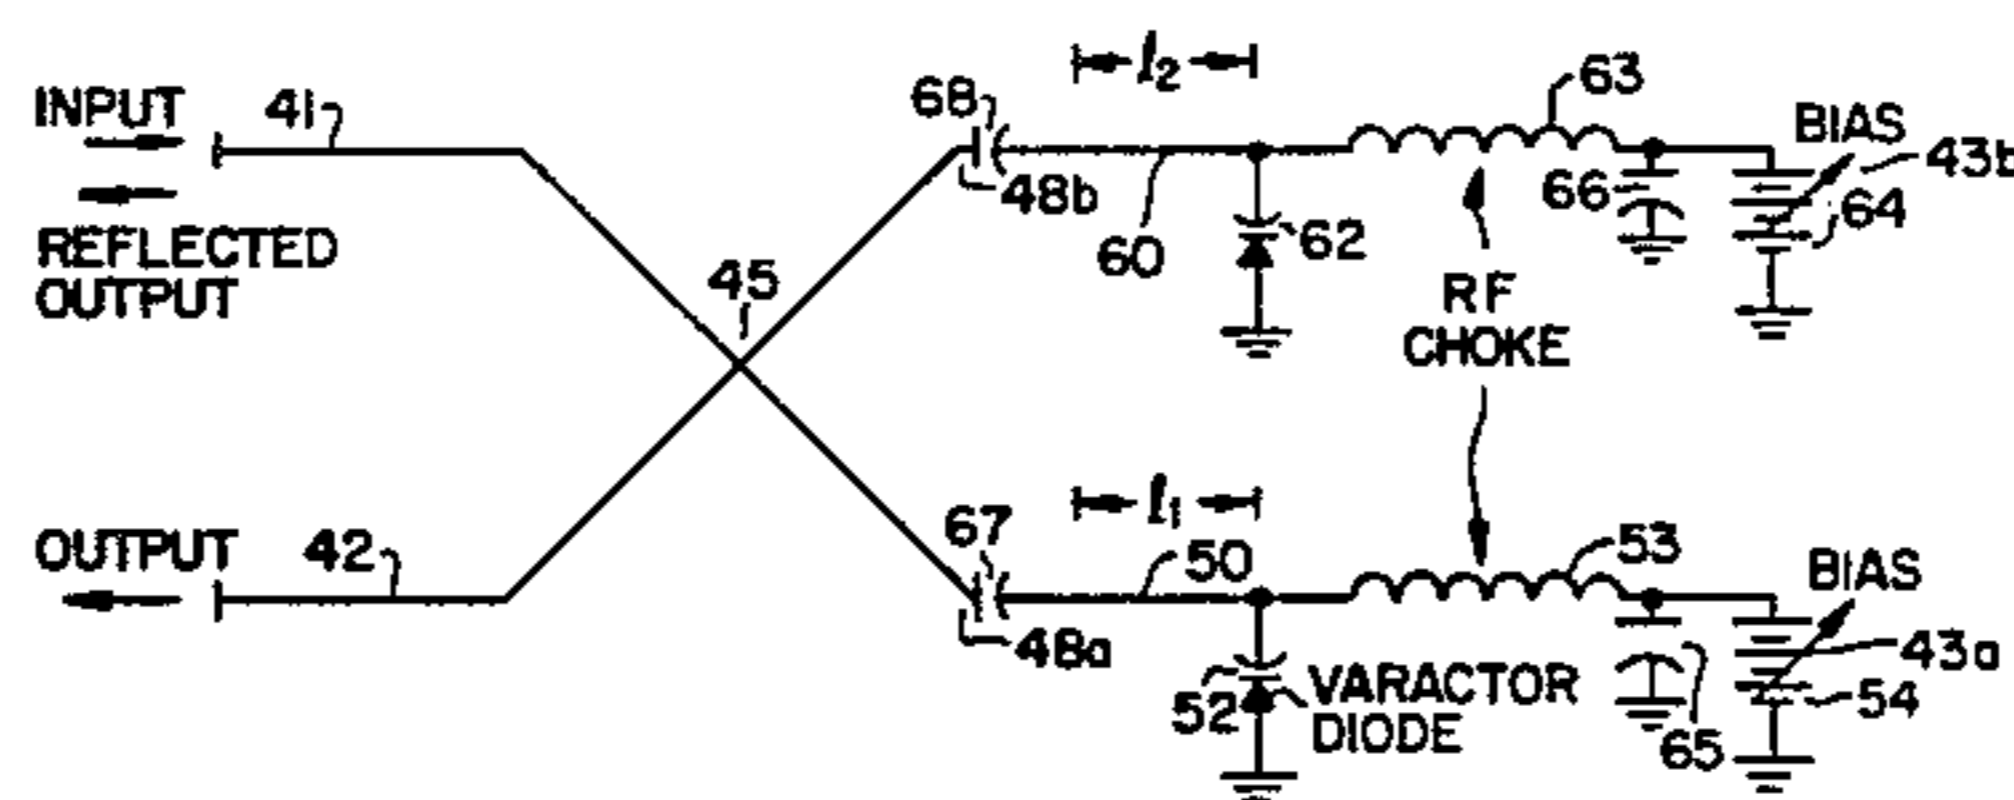 INPUT
41
REFLECTED
OUTPUT
45
68
l2
48b
60
62
63
BIAS
43b
66
64
RF
CHOKE
OUTPUT
42
67
l1
50
48a
52
VARACTOR
DIODE
53
BIAS
43a
54
65